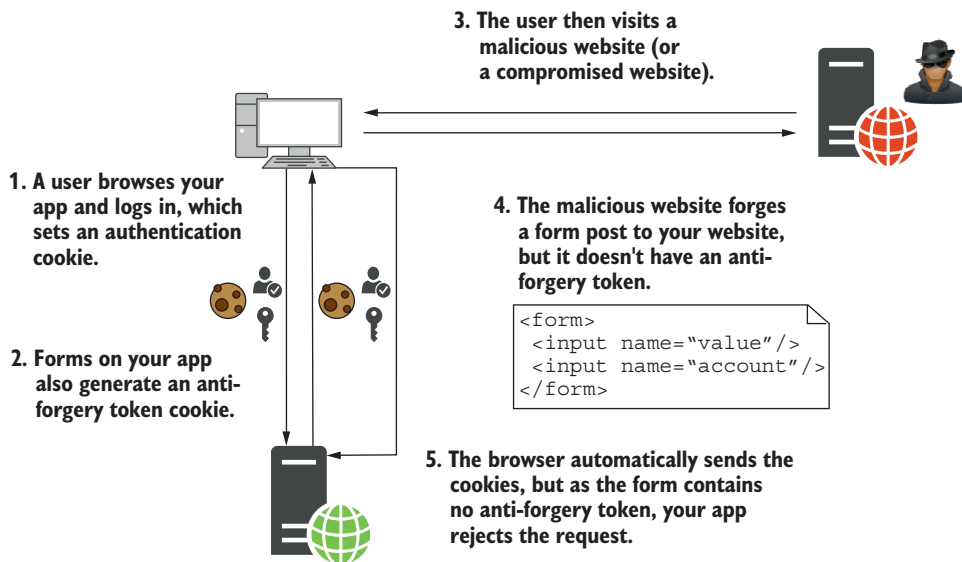 3. The user then visits a
malicious website (or
a compromised website).
1. A user browses your
app and logs in, which
sets an authentication
cookie.
2. Forms on your app
also generate an anti-
forgery token cookie.
4. The malicious website forges
a form post to your website,
but it doesn't have an anti-
forgery token.
<form>
<input name=“value”/>
<input name=“account”/>
</form>
5. The browser automatically sends the
cookies, but as the form contains
no anti-forgery token, your app
rejects the request.